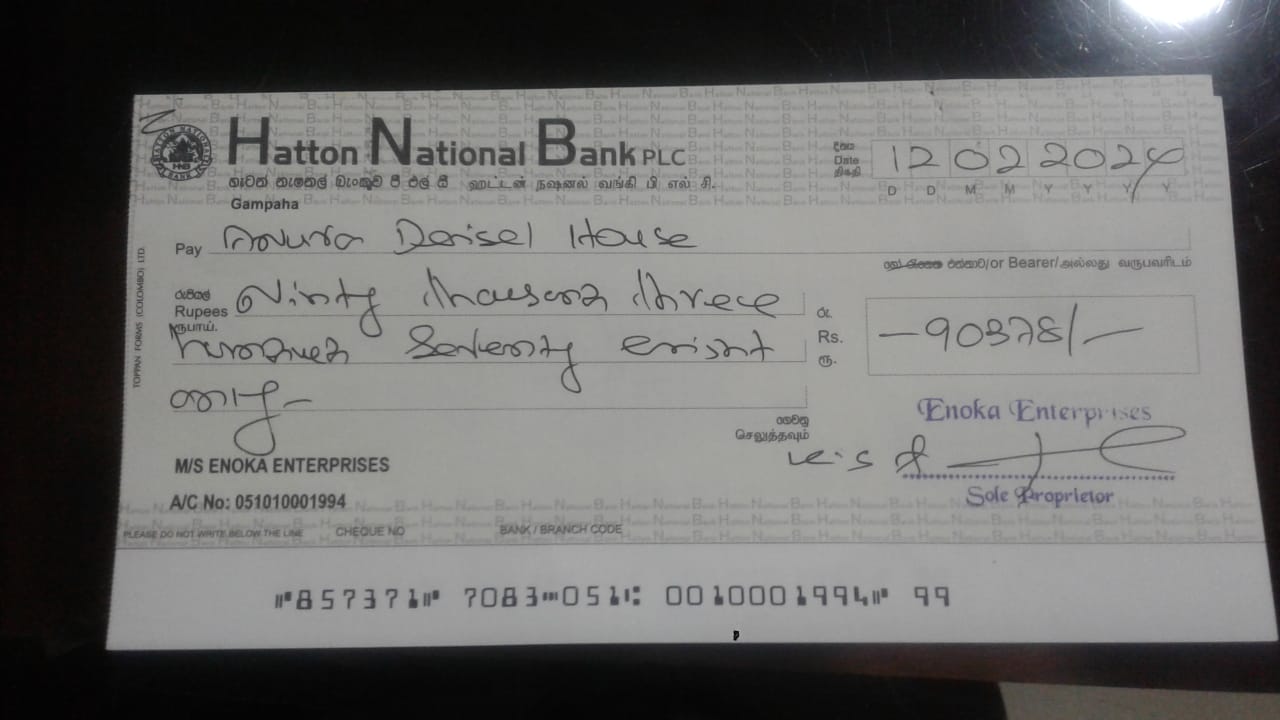 Hatton National Bank PLC
හැටන් නැෂනල් බෑංකුව පී එල් සී ஹட்டன் நஷனல் வங்கி பி எல் சி.
Gampaha
දිනය
Date
திகதி
12022024
D D M M Y Y Y Y
Pay House
හෝ රැගෙන එන්නාට/or Bearer/அல்லது வருபவரிடம்
රුපියල්
Rupees Ninty thousand three
ரூபாய்.
hundred Seventy eight
only -
රු.
Rs. - 90378/-
ரூ.
ගෙවනු
செலுத்தவும்
Enoka Enterprises
Sole Proprietor
M/S ENOKA ENTERPRISES
A/C No: 051010001994
PLEASE DO NOT WRITE BELOW THE LINE CHEQUE NO BANK / BRANCH CODE
⑈857371⑈ 7083⑉051⑆ 0010001994⑈ 99
TOPPAN FORMS (COLOMBO) LTD.